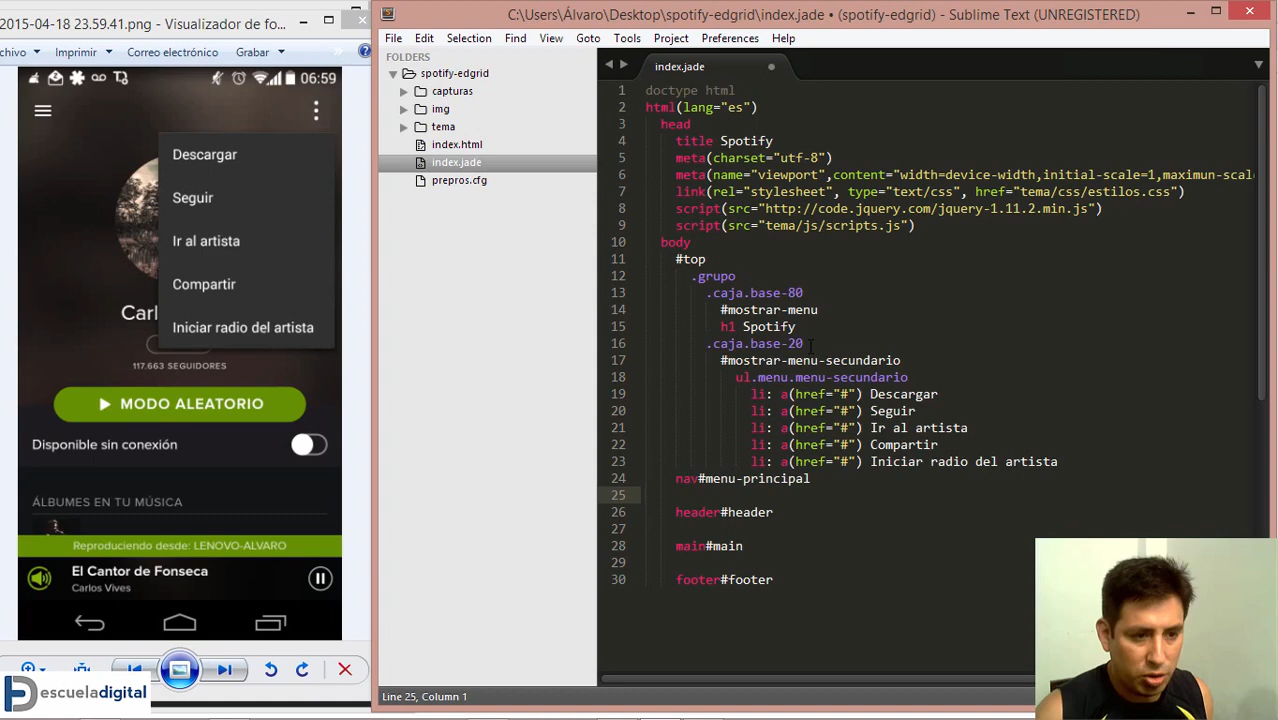 2015-04-18 23.59.41.png - Visualizador de fo...
chivo Imprimir Correo electrónico Grabar
06:59
Descargar
Seguir
Ir al artista
Compartir
Iniciar radio del artista
Carl
117.663 SEGUIDORES
MODO ALEATORIO
Disponible sin conexión
ÁLBUMES EN TU MÚSICA
Reproduciendo desde: LENOVO-ALVARO
El Cantor de Fonseca
Carlos Vives
escueladigital
C:\Users\Álvaro\Desktop\spotify-edgrid\index.jade • (spotify-edgrid) - Sublime Text (UNREGISTERED)
File Edit Selection Find View Goto Tools Project Preferences Help
FOLDERS
spotify-edgrid
capturas
img
tema
index.html
index.jade
prepros.cfg
index.jade
1 doctype html
2 html(lang="es")
3 head
4 title Spotify
5 meta(charset="utf-8")
6 meta(name="viewport",content="width=device-width,initial-scale=1,maximun-scale
7 link(rel="stylesheet", type="text/css", href="tema/css/estilos.css")
8 script(src="http://code.jquery.com/jquery-1.11.2.min.js")
9 script(src="tema/js/scripts.js")
10 body
11 #top
12 .grupo
13 .caja.base-80
14 #mostrar-menu
15 h1 Spotify
16 .caja.base-20
17 #mostrar-menu-secundario
18 ul.menu.menu-secundario
19 li: a(href="#") Descargar
20 li: a(href="#") Seguir
21 li: a(href="#") Ir al artista
22 li: a(href="#") Compartir
23 li: a(href="#") Iniciar radio del artista
24 nav#menu-principal
25
26 header#header
27
28 main#main
29
30 footer#footer
Line 25, Column 1